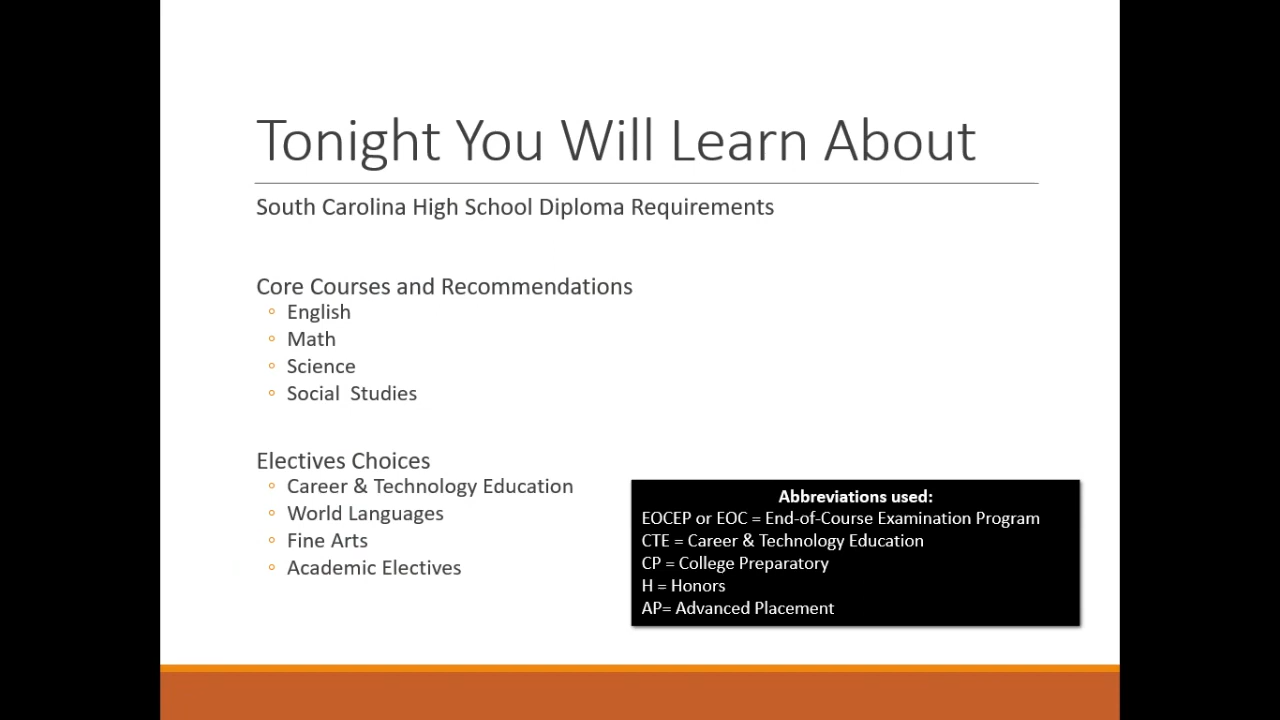 Tonight You Will Learn About
South Carolina High School Diploma Requirements
Core Courses and Recommendations
◦ English
◦ Math
◦ Science
◦ Social  Studies
Electives Choices
◦ Career & Technology Education
◦ World Languages
◦ Fine Arts
◦ Academic Electives
Abbreviations used:
EOCEP or EOC = End-of-Course Examination Program
CTE = Career & Technology Education
CP = College Preparatory
H = Honors
AP= Advanced Placement